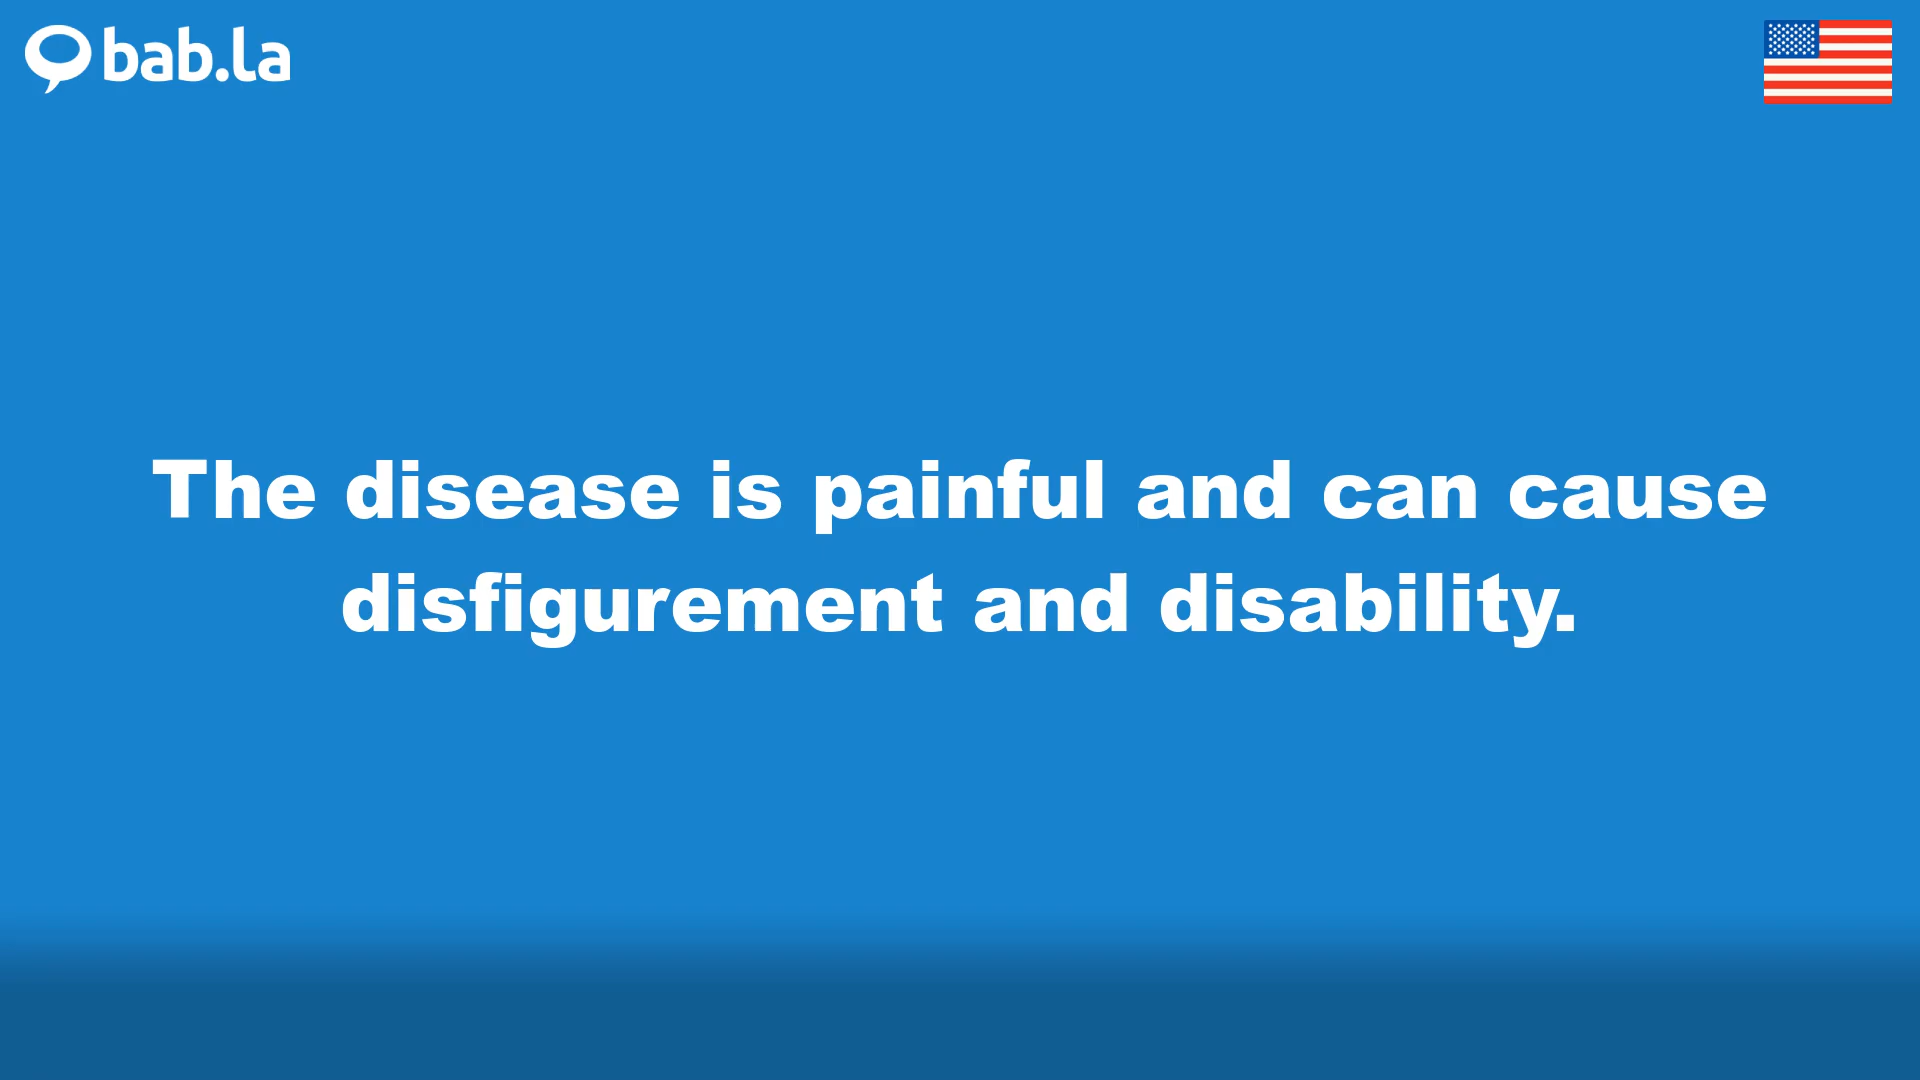 bab.la
The disease is painful and can cause
disfigurement and disability.